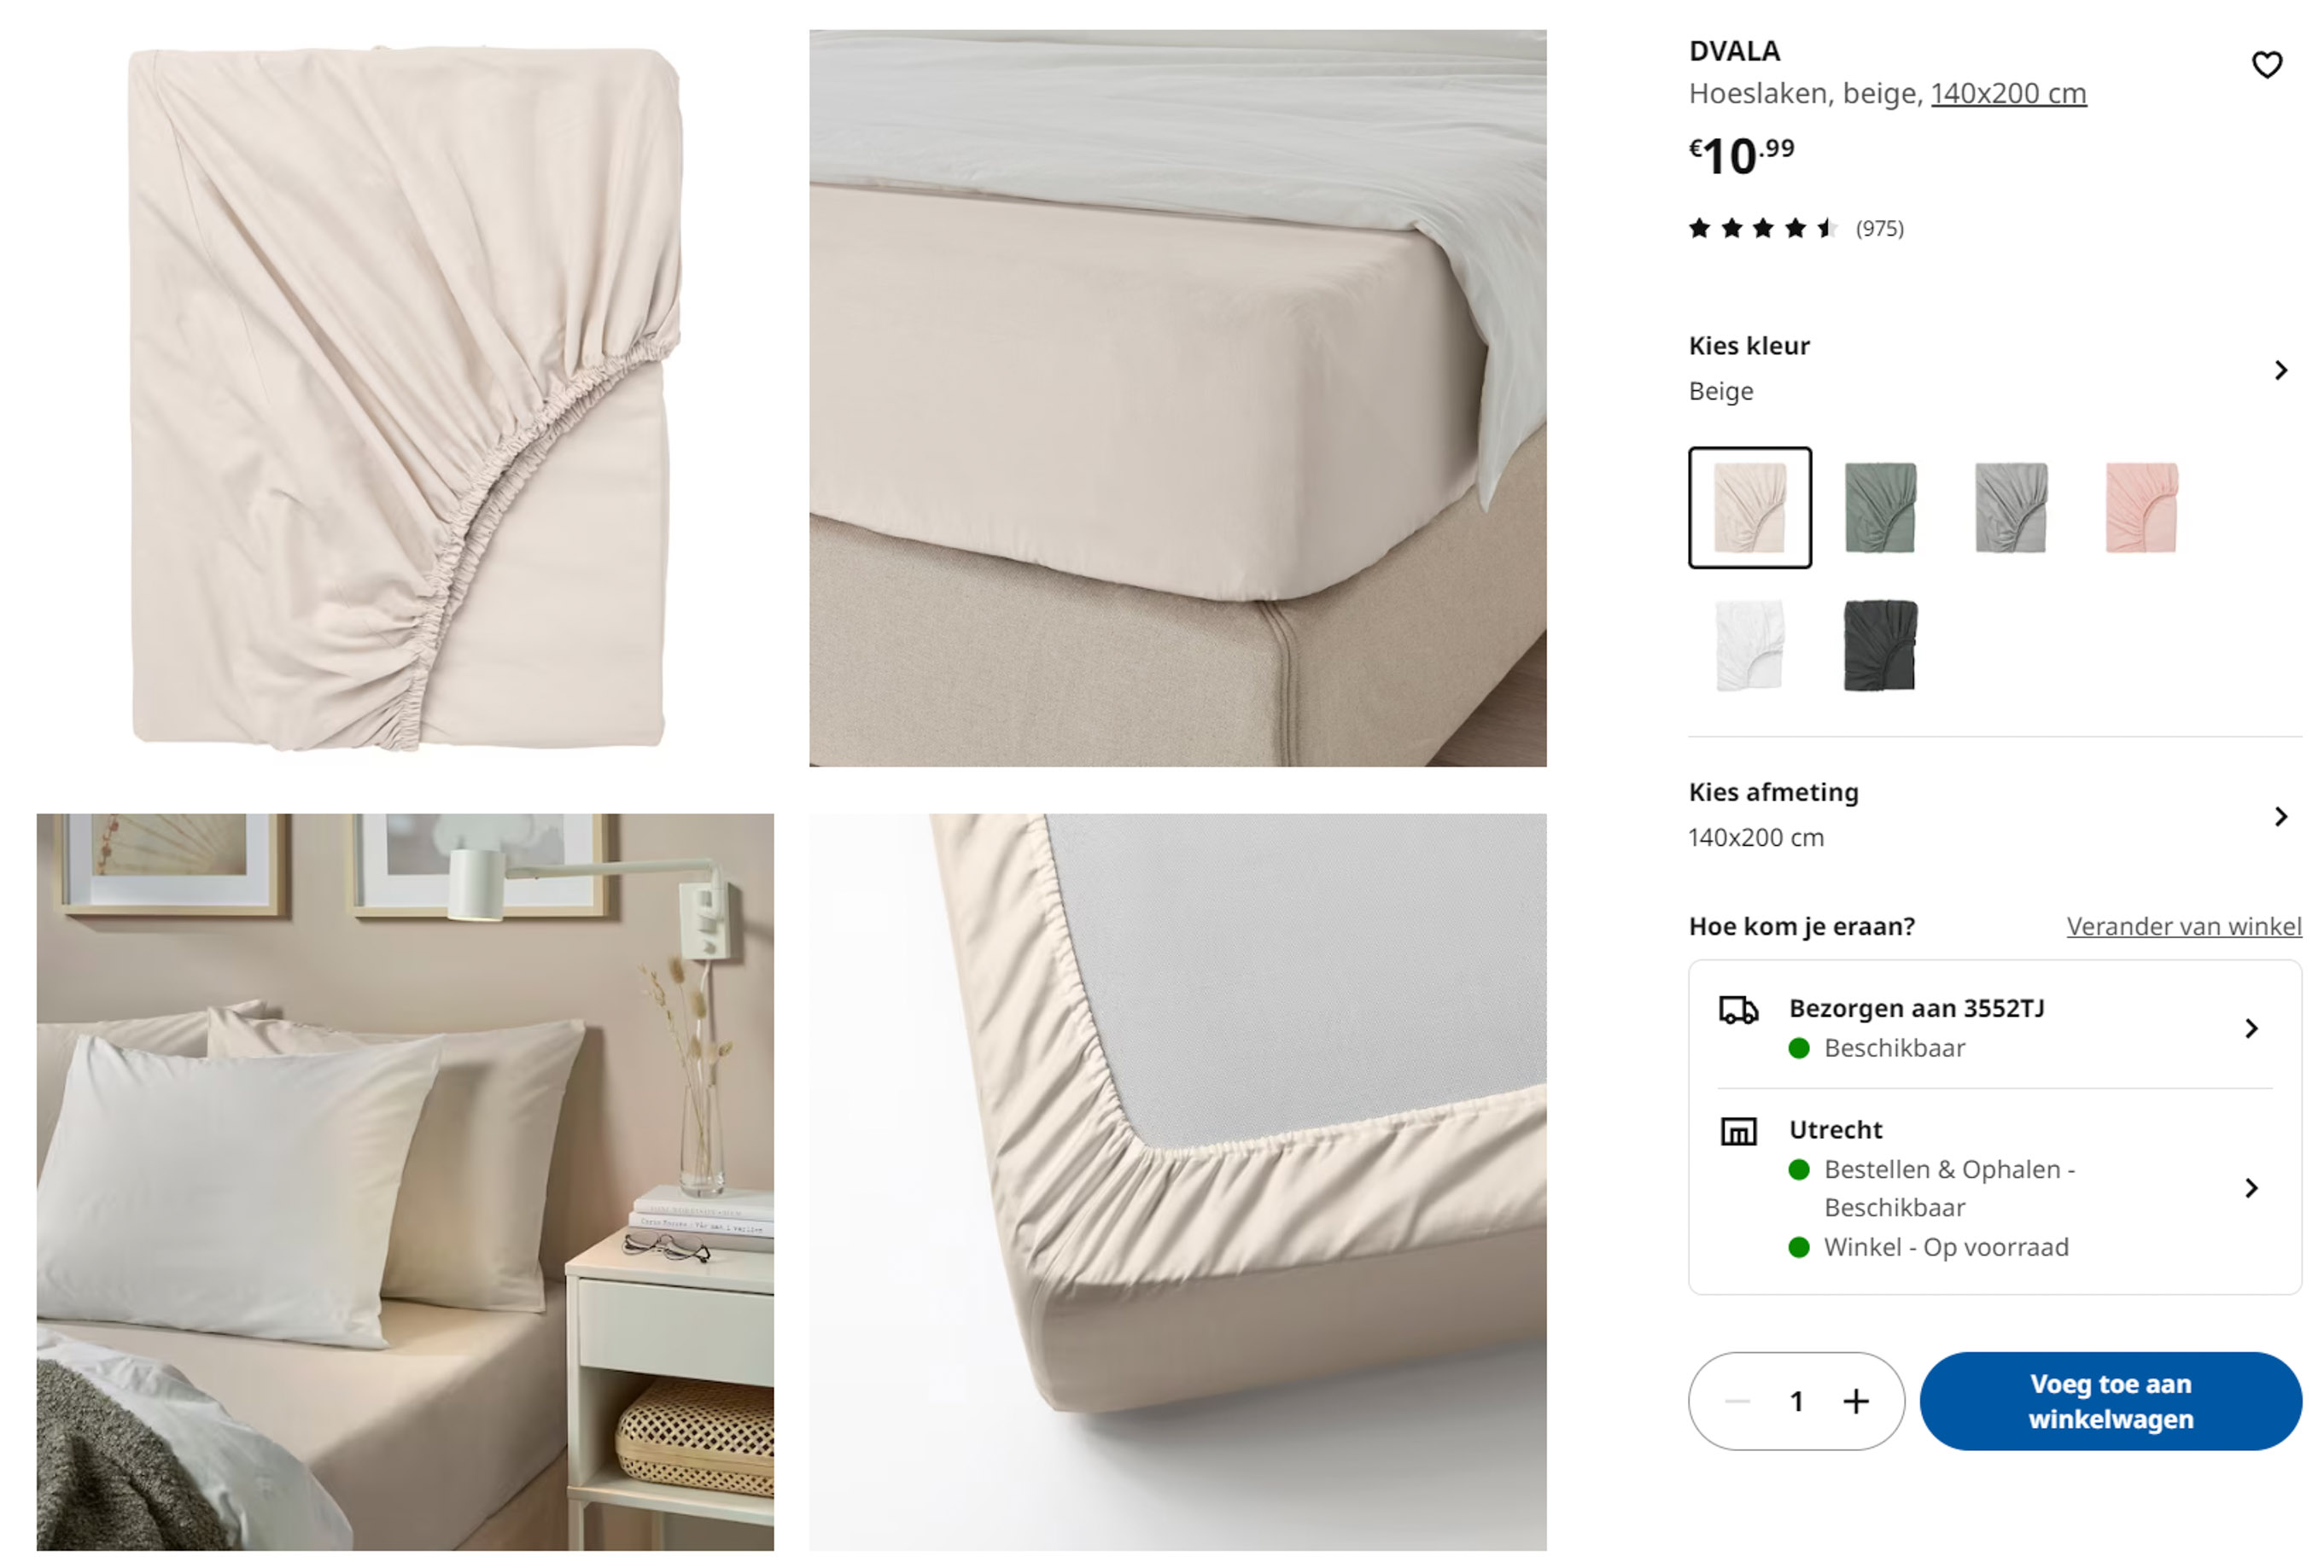 DVALA
Hoeslaken, beige, 140x200 cm
€10.99
(975)
Kies kleur
Beige
Kies afmeting
140x200 cm
Hoe kom je eraan?
Verander van winkel
Bezorgen aan 3552TJ
Beschikbaar
Utrecht
Bestellen & Ophalen -
Beschikbaar
Winkel - Op voorraad
1
Voeg toe aan
winkelwagen